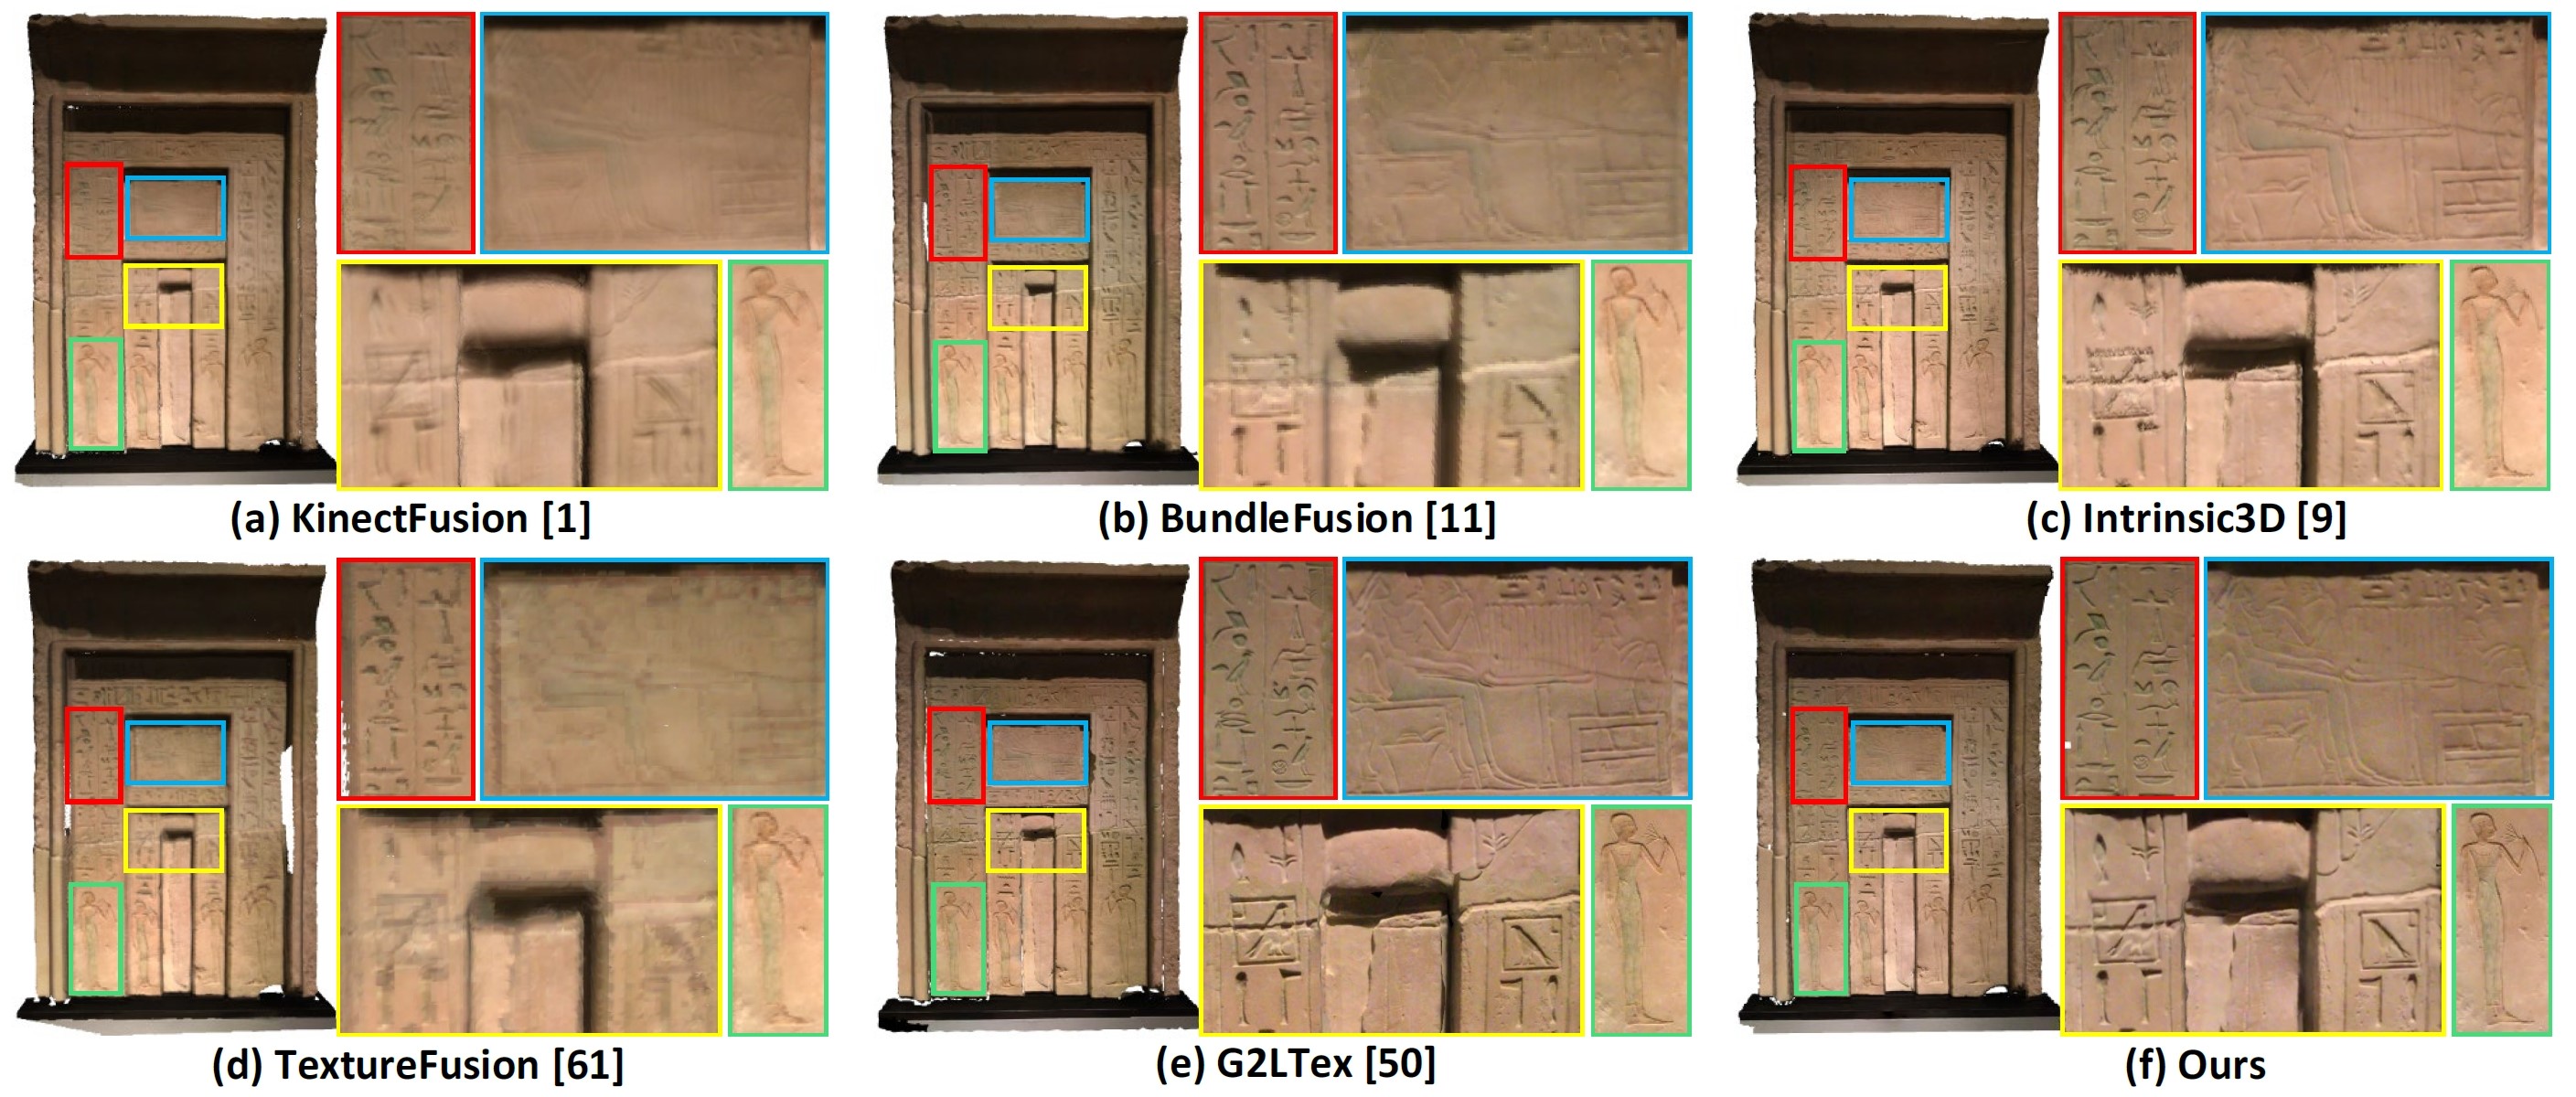 (a) KinectFusion [1]
(b) BundleFusion [11]
(c) Intrinsic3D [9]
(d) TextureFusion [61]
(e) G2LTex [50]
(f) Ours